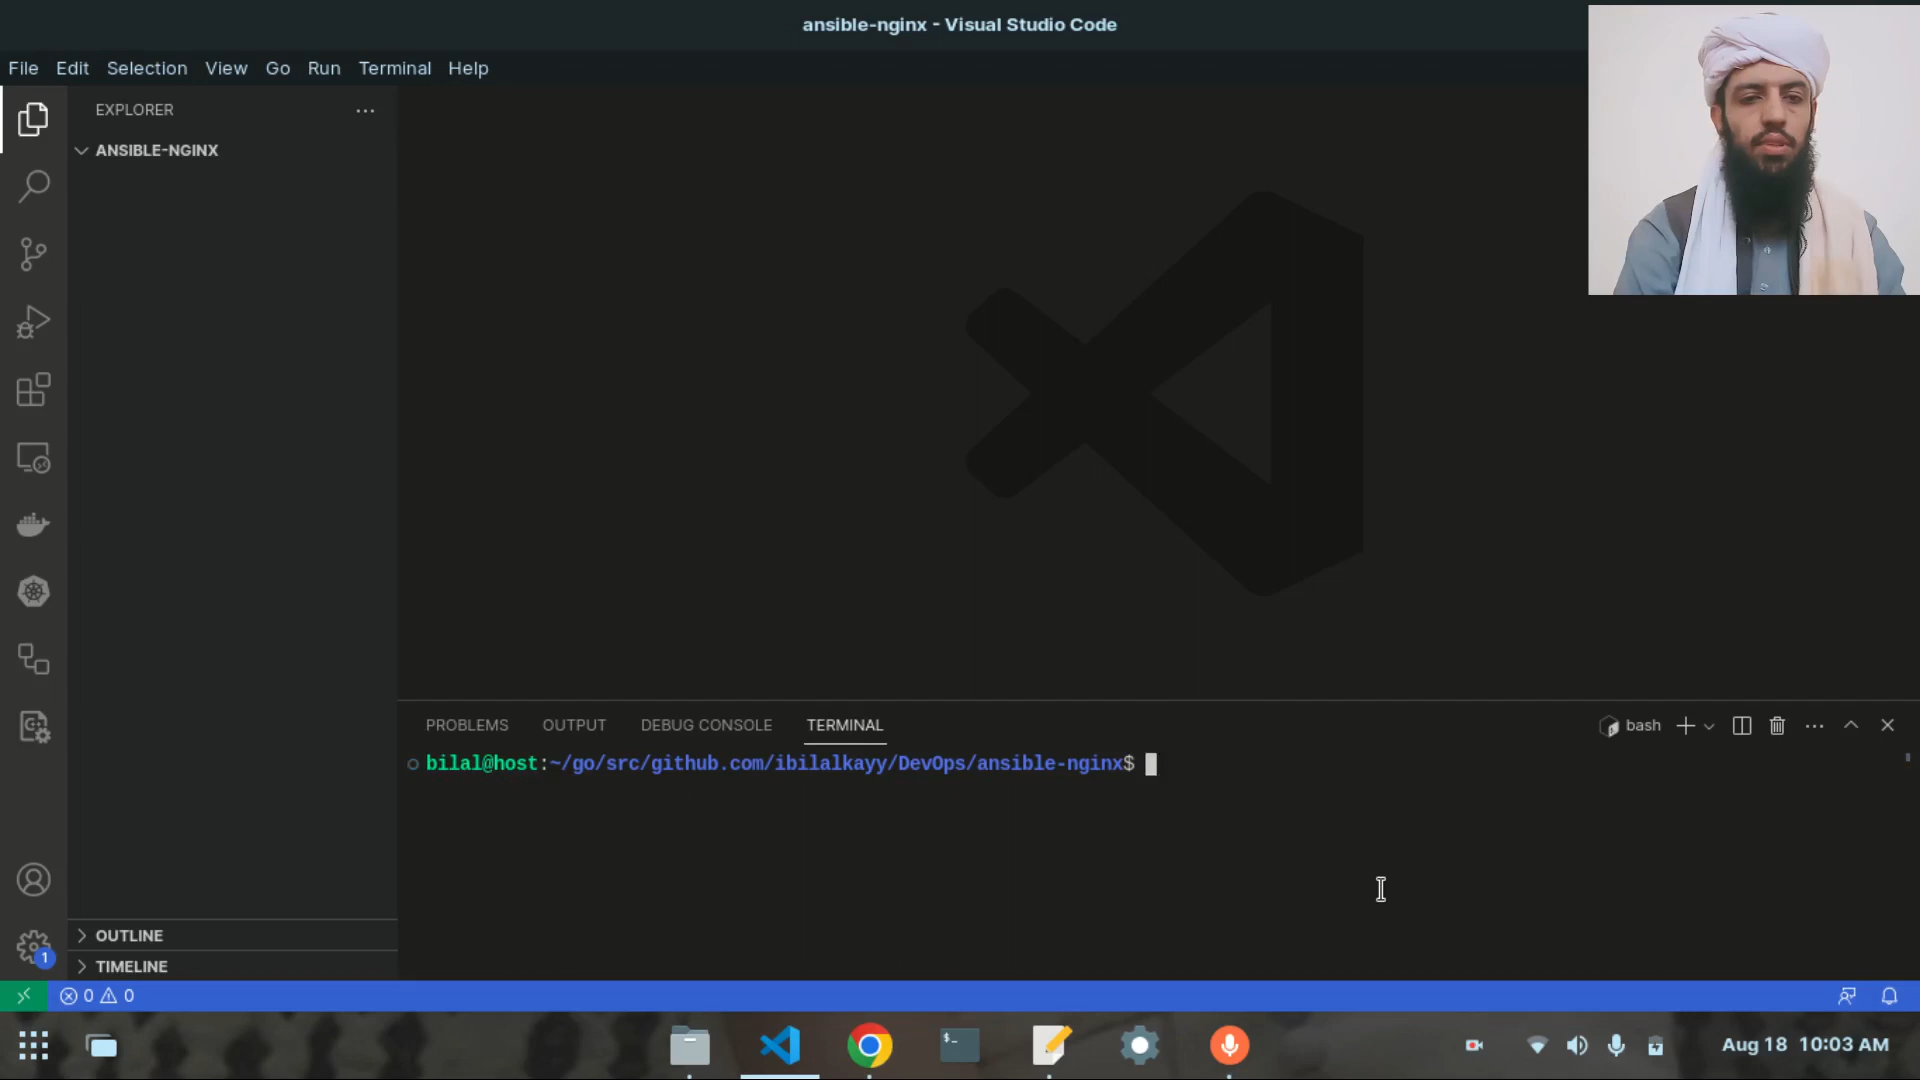 ansible-nginx - Visual Studio Code
File Edit Selection View Go Run Terminal Help
EXPLORER
ANSIBLE-NGINX
OUTLINE
TIMELINE
PROBLEMS OUTPUT DEBUG CONSOLE TERMINAL bash
bilal@host:~/go/src/github.com/ibilalkayy/DevOps/ansible-nginx$
1
0 0
$_
Aug 18 10:03 AM